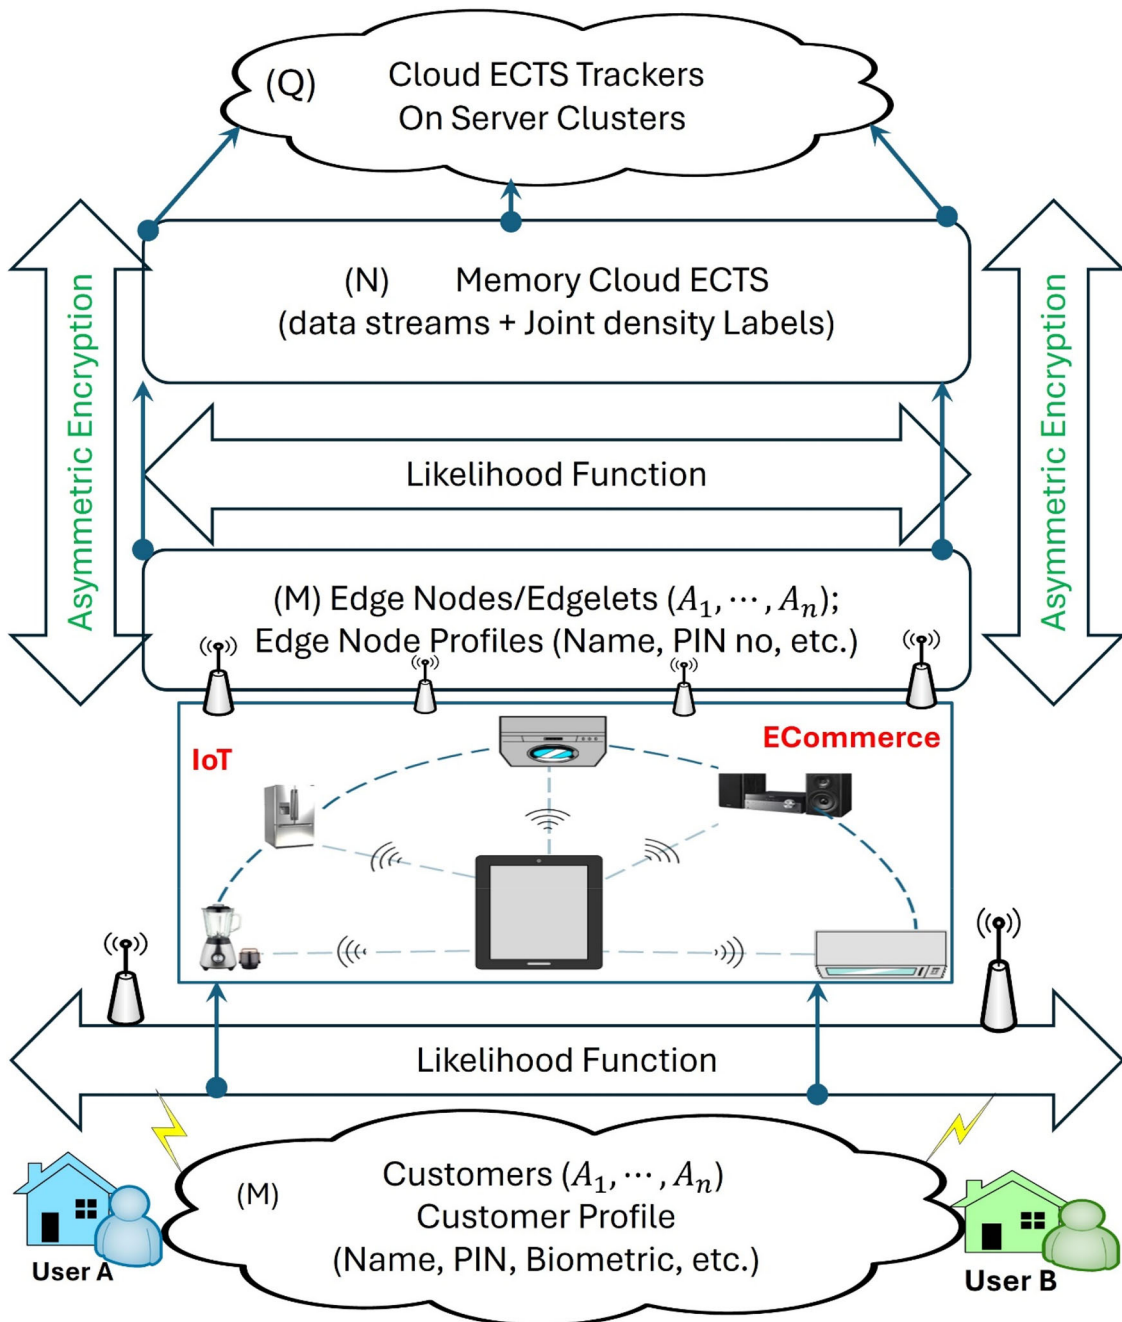 (Q) Cloud ECTS Trackers
On Server Clusters
Asymmetric Encryption
(N) Memory Cloud ECTS
(data streams + Joint density Labels)
Asymmetric Encryption
Likelihood Function
(M) Edge Nodes/Edgelets (A₁, ⋯, Aₙ);
Edge Node Profiles (Name, PIN no, etc.)
IoT
ECommerce
Likelihood Function
(M) Customers (A₁, ⋯, Aₙ)
Customer Profile
(Name, PIN, Biometric, etc.)
User A
User B